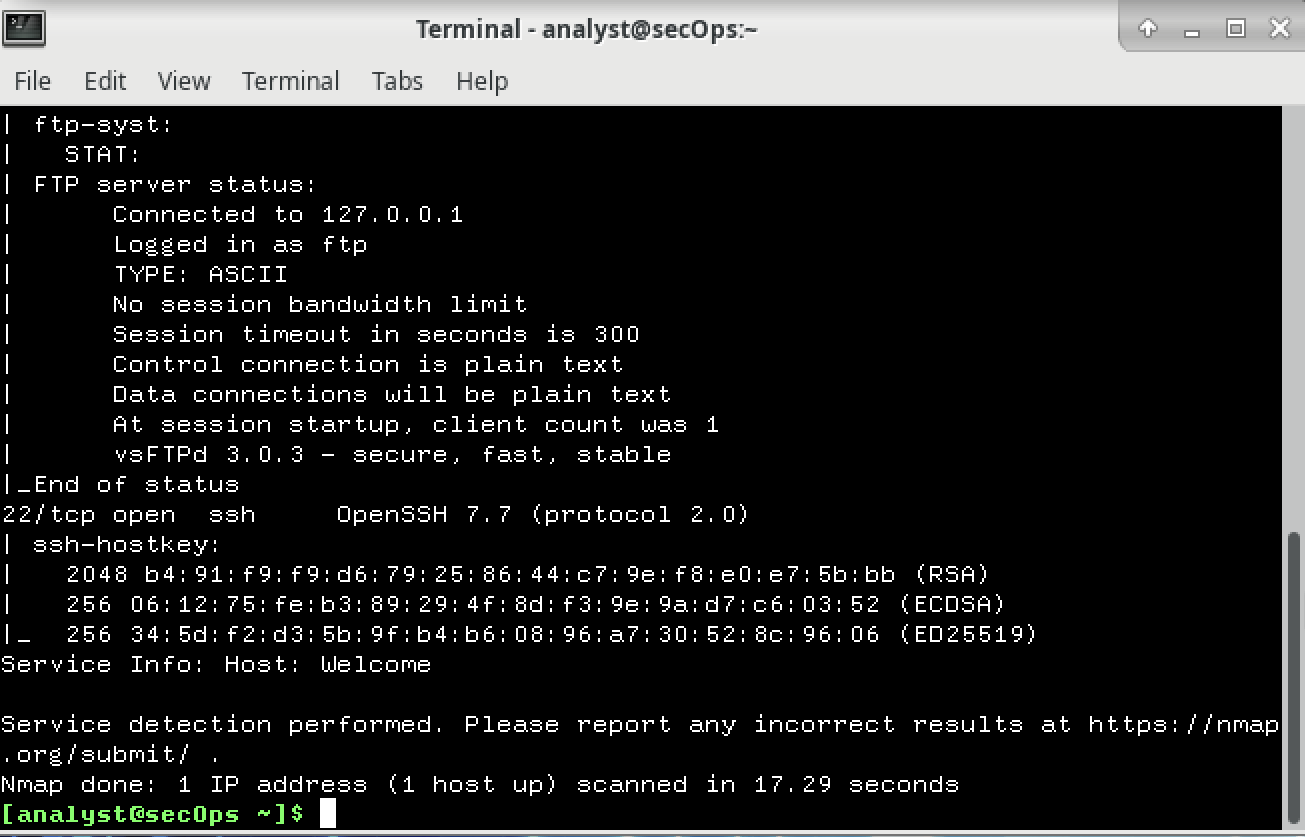 Terminal - analyst@secOps:~
File Edit View Terminal Tabs Help
| ftp-syst:
|   STAT:
| FTP server status:
|      Connected to 127.0.0.1
|      Logged in as ftp
|      TYPE: ASCII
|      No session bandwidth limit
|      Session timeout in seconds is 300
|      Control connection is plain text
|      Data connections will be plain text
|      At session startup, client count was 1
|      vsFTPd 3.0.3 - secure, fast, stable
|_End of status
22/tcp open  ssh     OpenSSH 7.7 (protocol 2.0)
| ssh-hostkey:
|   2048 b4:91:f9:f9:d6:79:25:86:44:c7:9e:f8:e0:e7:5b:bb (RSA)
|   256 06:12:75:fe:b3:89:29:4f:8d:f3:9e:9a:d7:c6:03:52 (ECDSA)
|_  256 34:5d:f2:d3:5b:9f:b4:b6:08:96:a7:30:52:8c:96:06 (ED25519)
Service Info: Host: Welcome
Service detection performed. Please report any incorrect results at https://nmap
.org/submit/ .
Nmap done: 1 IP address (1 host up) scanned in 17.29 seconds
[analyst@secOps ~]$